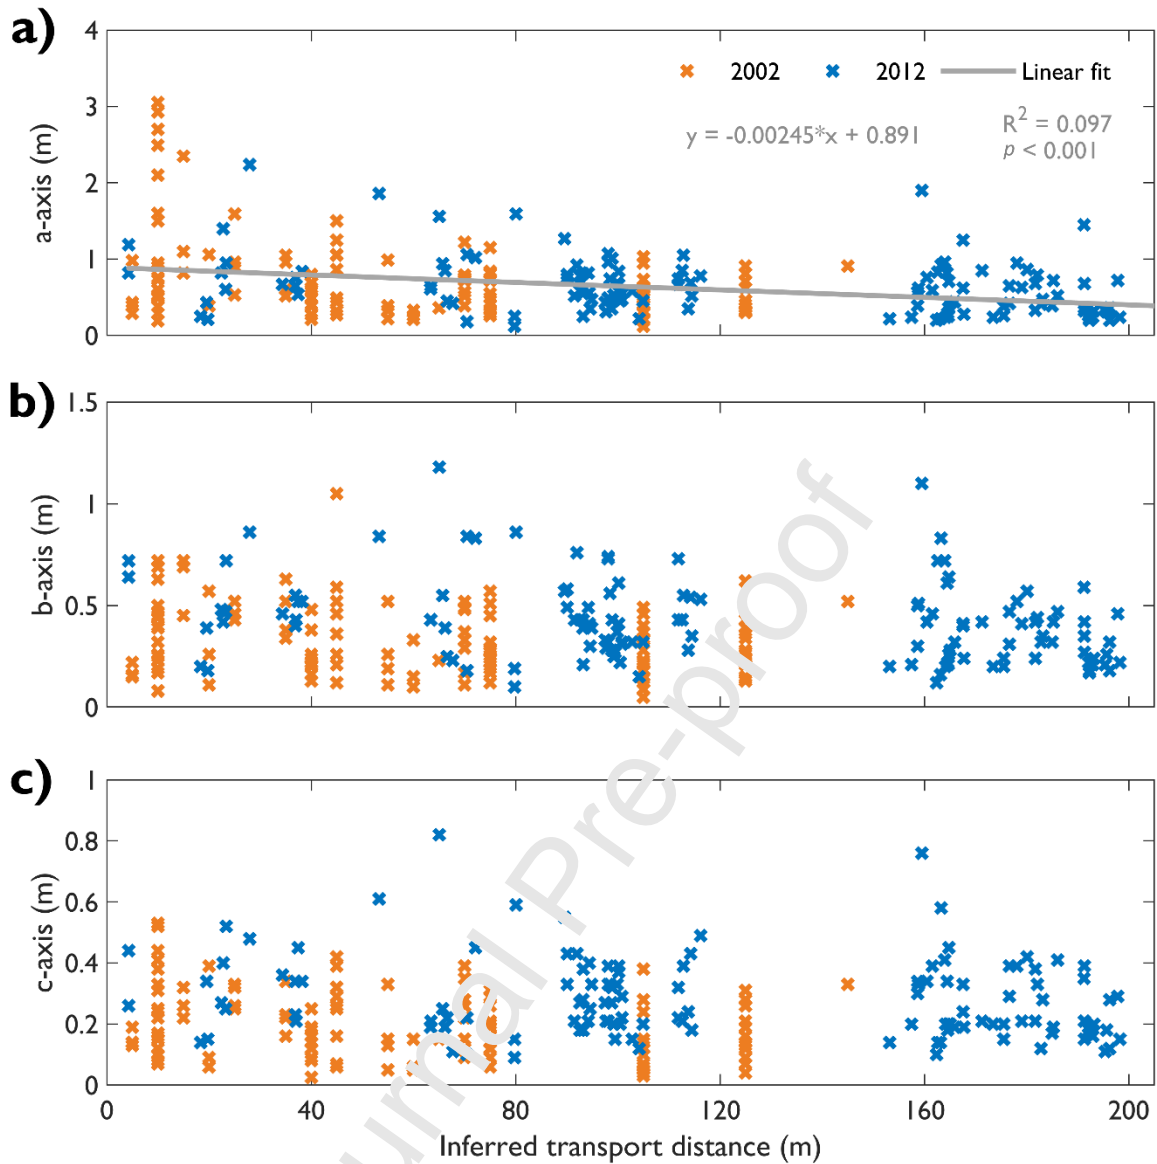 a)
4
3
2
1
0
a-axis (m)
2002
2012
Linear fit
y = -0.00245*x + 0.891
R2 = 0.097
p < 0.001
b)
1.5
1
0.5
0
b-axis (m)
c)
1
0.8
0.6
0.4
0.2
0
c-axis (m)
0 40 80 120 160 200
Inferred transport distance (m)
urnal Pre-proof